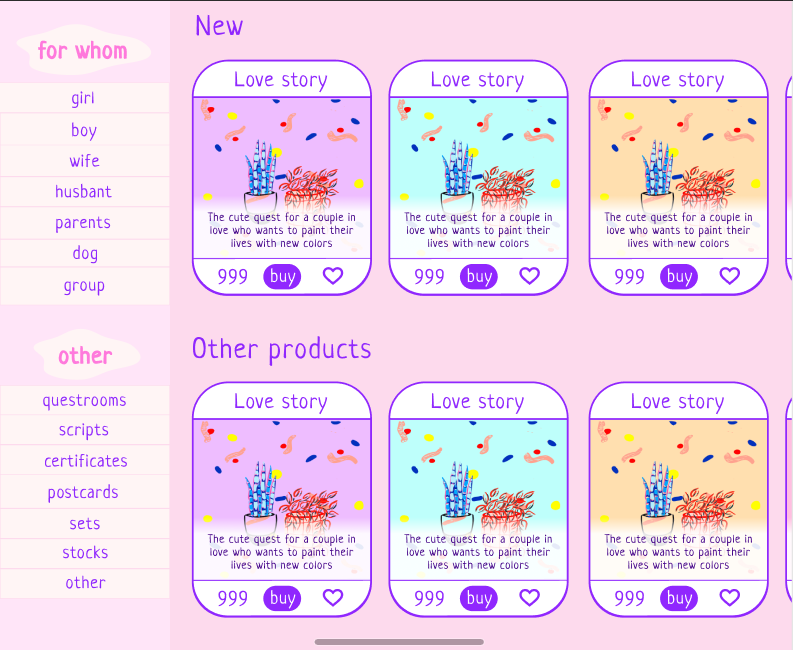 for whom
girl
boy
wife
husbant
parents
dog
group
other
questrooms
scripts
certificates
postcards
sets
stocks
other
New
Love story
The cute quest for a couple in
love who wants to paint their
lives with new colors
999 buy
Love story
The cute quest for a couple in
love who wants to paint their
lives with new colors
999 buy
Love story
The cute quest for a couple in
love who wants to paint their
lives with new colors
999 buy
Other products
Love story
The cute quest for a couple in
love who wants to paint their
lives with new colors
999 buy
Love story
The cute quest for a couple in
love who wants to paint their
lives with new colors
999 buy
Love story
The cute quest for a couple in
love who wants to paint their
lives with new colors
999 buy